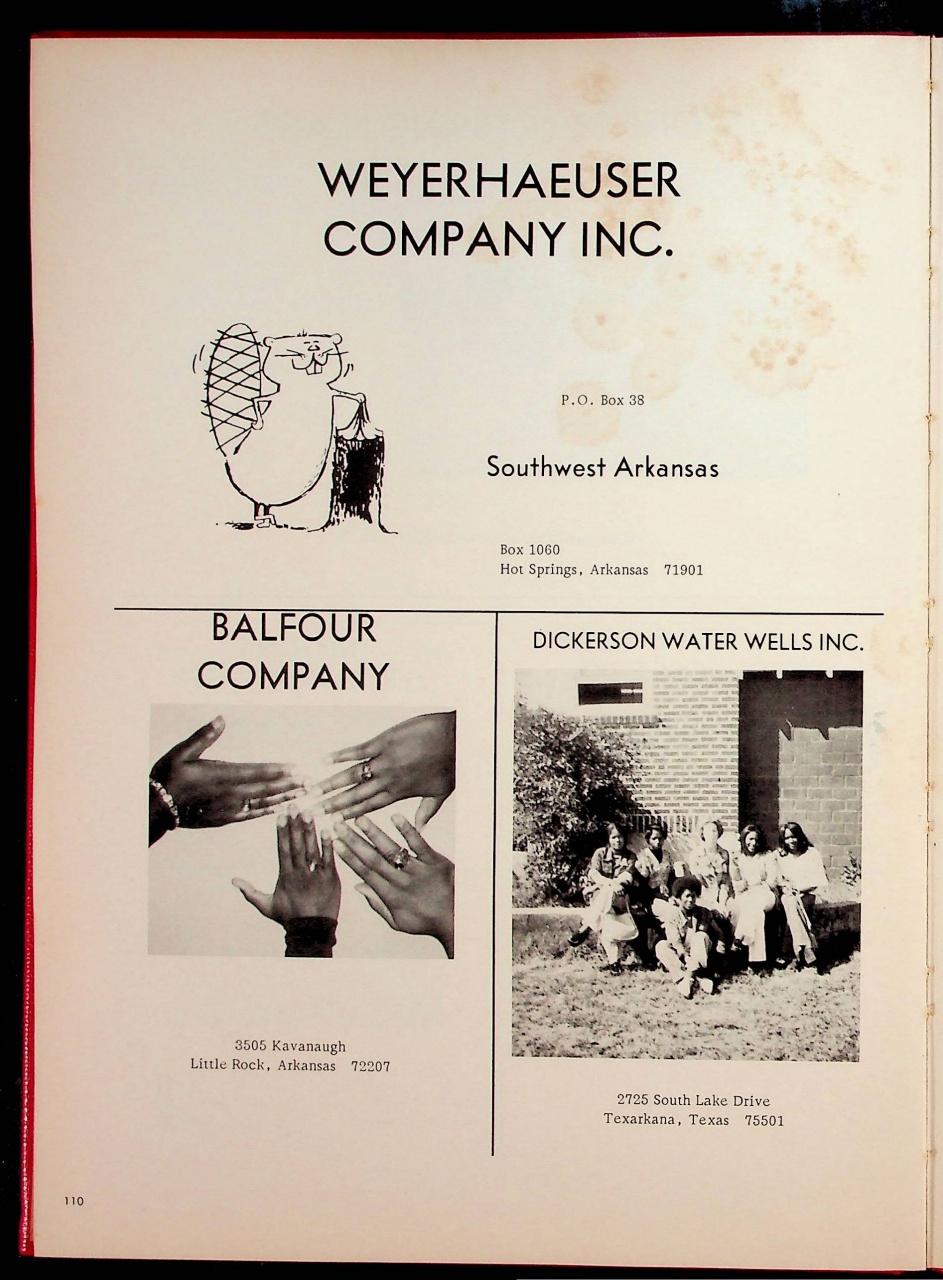 WEYERHAEUSER
COMPANY INC.
P.O. Box 38
Southwest Arkansas
Box 1060
Hot Springs, Arkansas 71901
BALFOUR
COMPANY
3505 Kavanaugh
Little Rock, Arkansas 72207
DICKERSON WATER WELLS INC.
2725 South Lake Drive
Texarkana, Texas 75501
110